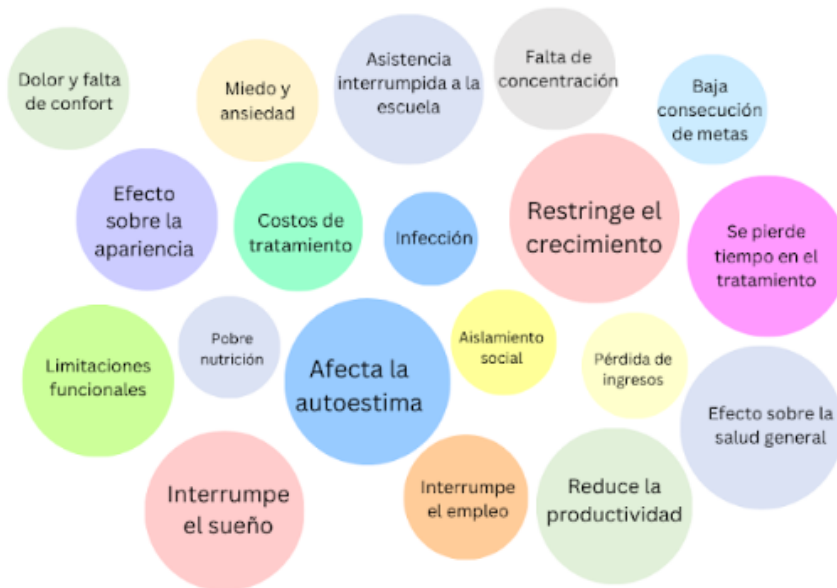 Dolor y falta
de confort
Miedo y
ansiedad
Asistencia
interrumpida a la
escuela
Falta de
concentración
Baja
consecución
de metas
Efecto
sobre la
apariencia
Costos de
tratamiento
Infección
Restringe el
crecimiento
Se pierde
tiempo en el
tratamiento
Limitaciones
funcionales
Pobre
nutrición
Afecta la
autoestima
Aislamiento
social
Pérdida de
ingresos
Efecto sobre la
salud general
Interrumpe
el sueño
Interrumpe
el empleo
Reduce la
productividad